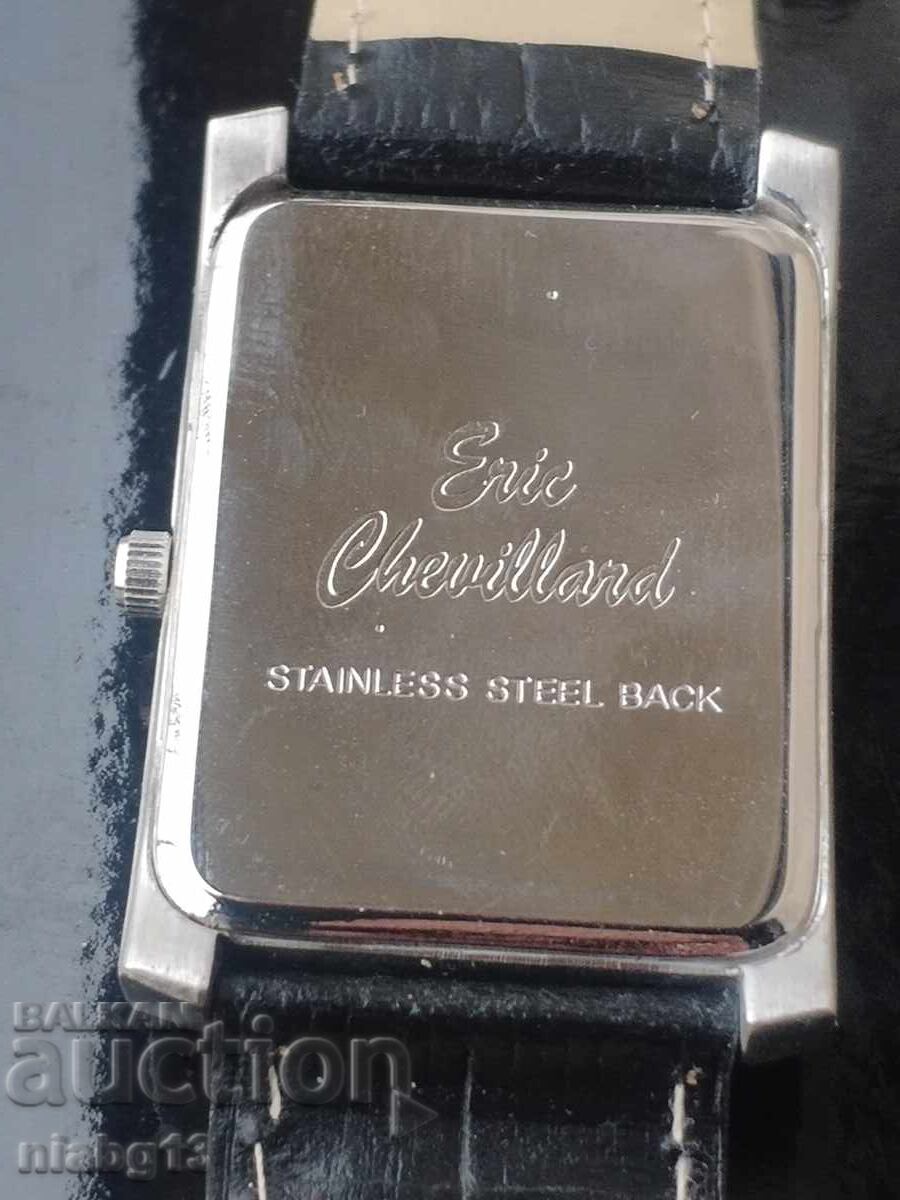 Eric
Chevillard
STAINLESS STEEL BACK
BALKAN
auction
niabg13